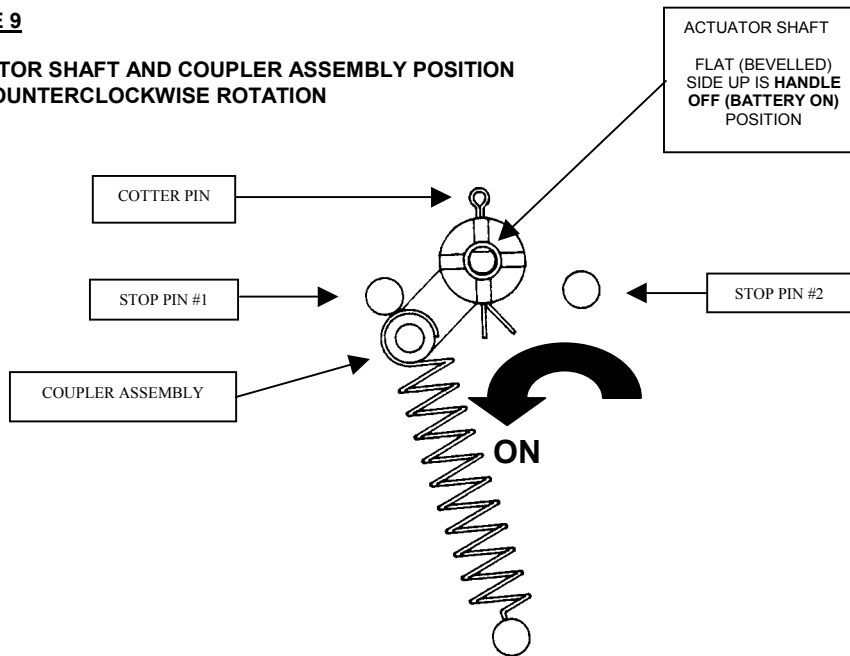 E 9
TOR SHAFT AND COUPLER ASSEMBLY POSITION
OUNTERCLOCKWISE ROTATION
ACTUATOR SHAFT
FLAT (BEVELLED)
SIDE UP IS HANDLE
OFF (BATTERY ON)
POSITION
COTTER PIN
STOP PIN #1
STOP PIN #2
COUPLER ASSEMBLY
ON